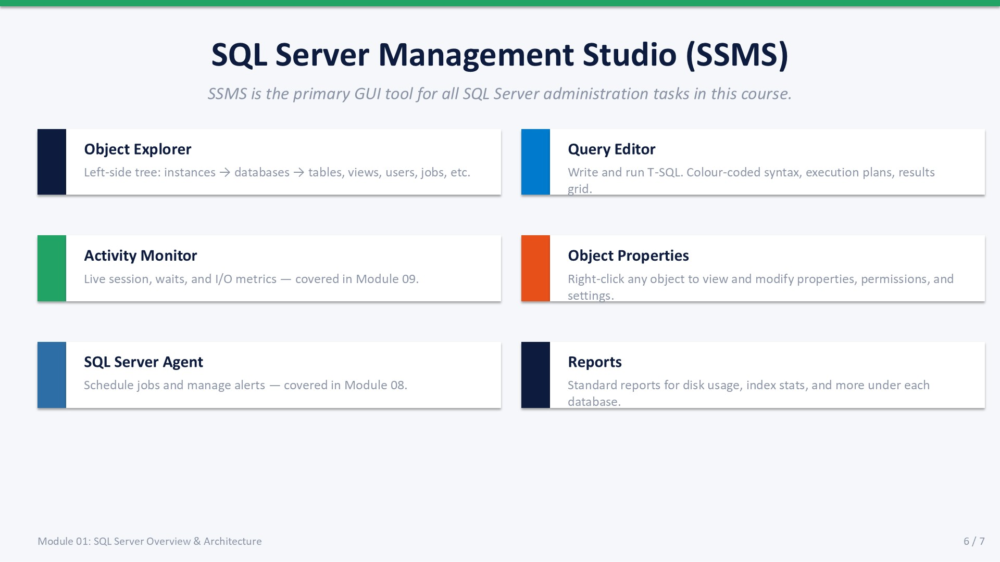 SQL Server Management Studio (SSMS)
SSMS is the primary GUI tool for all SQL Server administration tasks in this course.
Object Explorer
Left-side tree: instances → databases → tables, views, users, jobs, etc.
Query Editor
Write and run T-SQL. Colour-coded syntax, execution plans, results
grid.
Activity Monitor
Live session, waits, and I/O metrics — covered in Module 09.
Object Properties
Right-click any object to view and modify properties, permissions, and
settings.
SQL Server Agent
Schedule jobs and manage alerts — covered in Module 08.
Reports
Standard reports for disk usage, index stats, and more under each
database.
Module 01: SQL Server Overview & Architecture
6 / 7